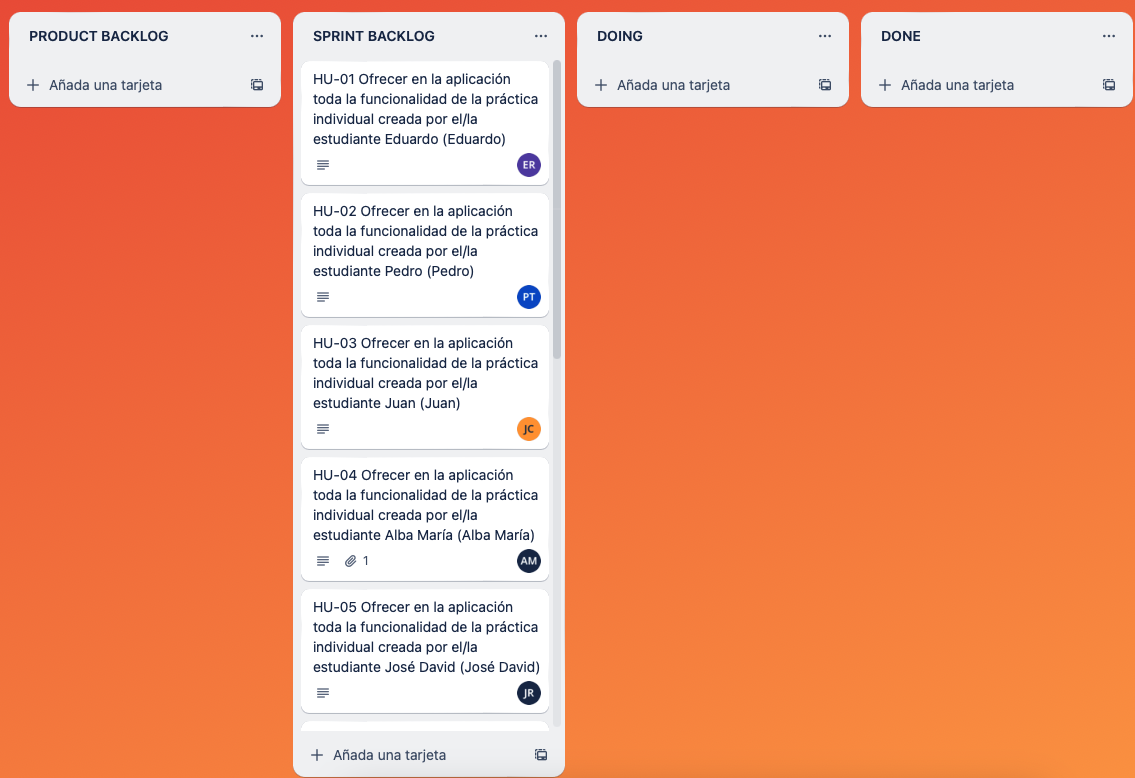 PRODUCT BACKLOG
Añada una tarjeta
SPRINT BACKLOG
HU-01 Ofrecer en la aplicación
toda la funcionalidad de la práctica
individual creada por el/la
estudiante Eduardo (Eduardo)
ER
HU-02 Ofrecer en la aplicación
toda la funcionalidad de la práctica
individual creada por el/la
estudiante Pedro (Pedro)
PT
HU-03 Ofrecer en la aplicación
toda la funcionalidad de la práctica
individual creada por el/la
estudiante Juan (Juan)
JC
HU-04 Ofrecer en la aplicación
toda la funcionalidad de la práctica
individual creada por el/la
estudiante Alba María (Alba María)
1
AM
HU-05 Ofrecer en la aplicación
toda la funcionalidad de la práctica
individual creada por el/la
estudiante José David (José David)
JR
Añada una tarjeta
DOING
Añada una tarjeta
DONE
Añada una tarjeta